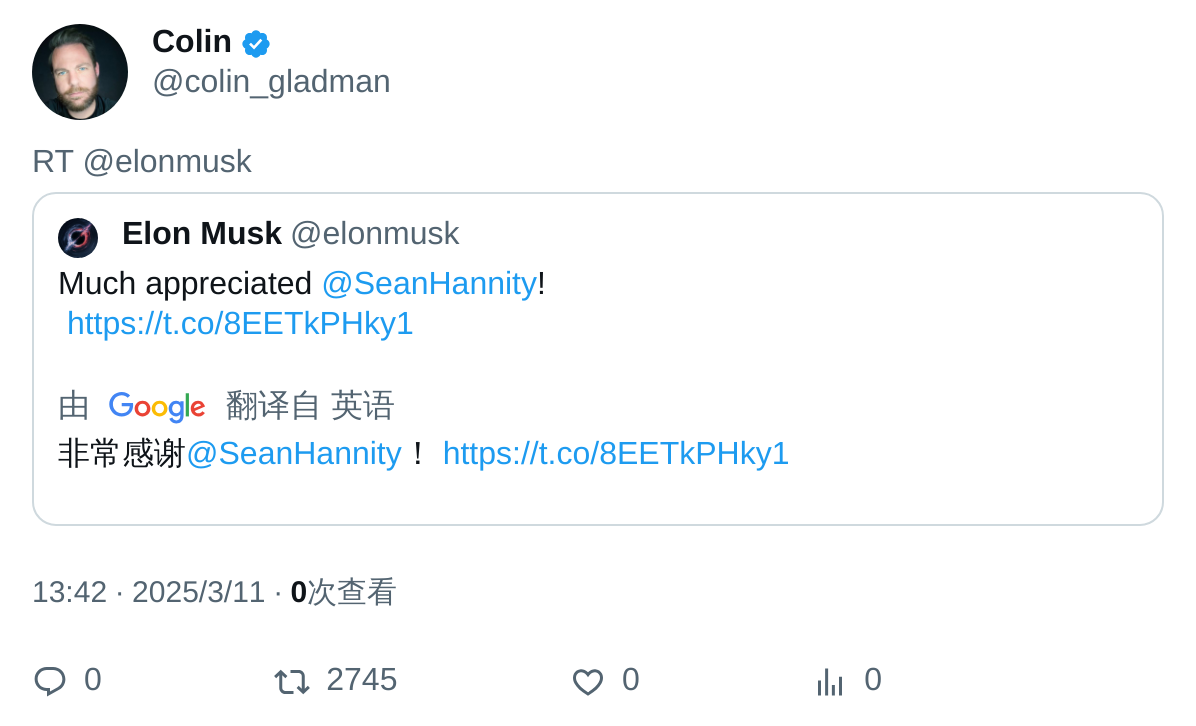 Colin
@colin_gladman
RT @elonmusk
Elon Musk @elonmusk
Much appreciated @SeanHannity!
https://t.co/8EETkPHky1
由 Google 翻译自 英语
非常感谢@SeanHannity！ https://t.co/8EETkPHky1
13:42 · 2025/3/11 · 0次查看
0 2745 0 0